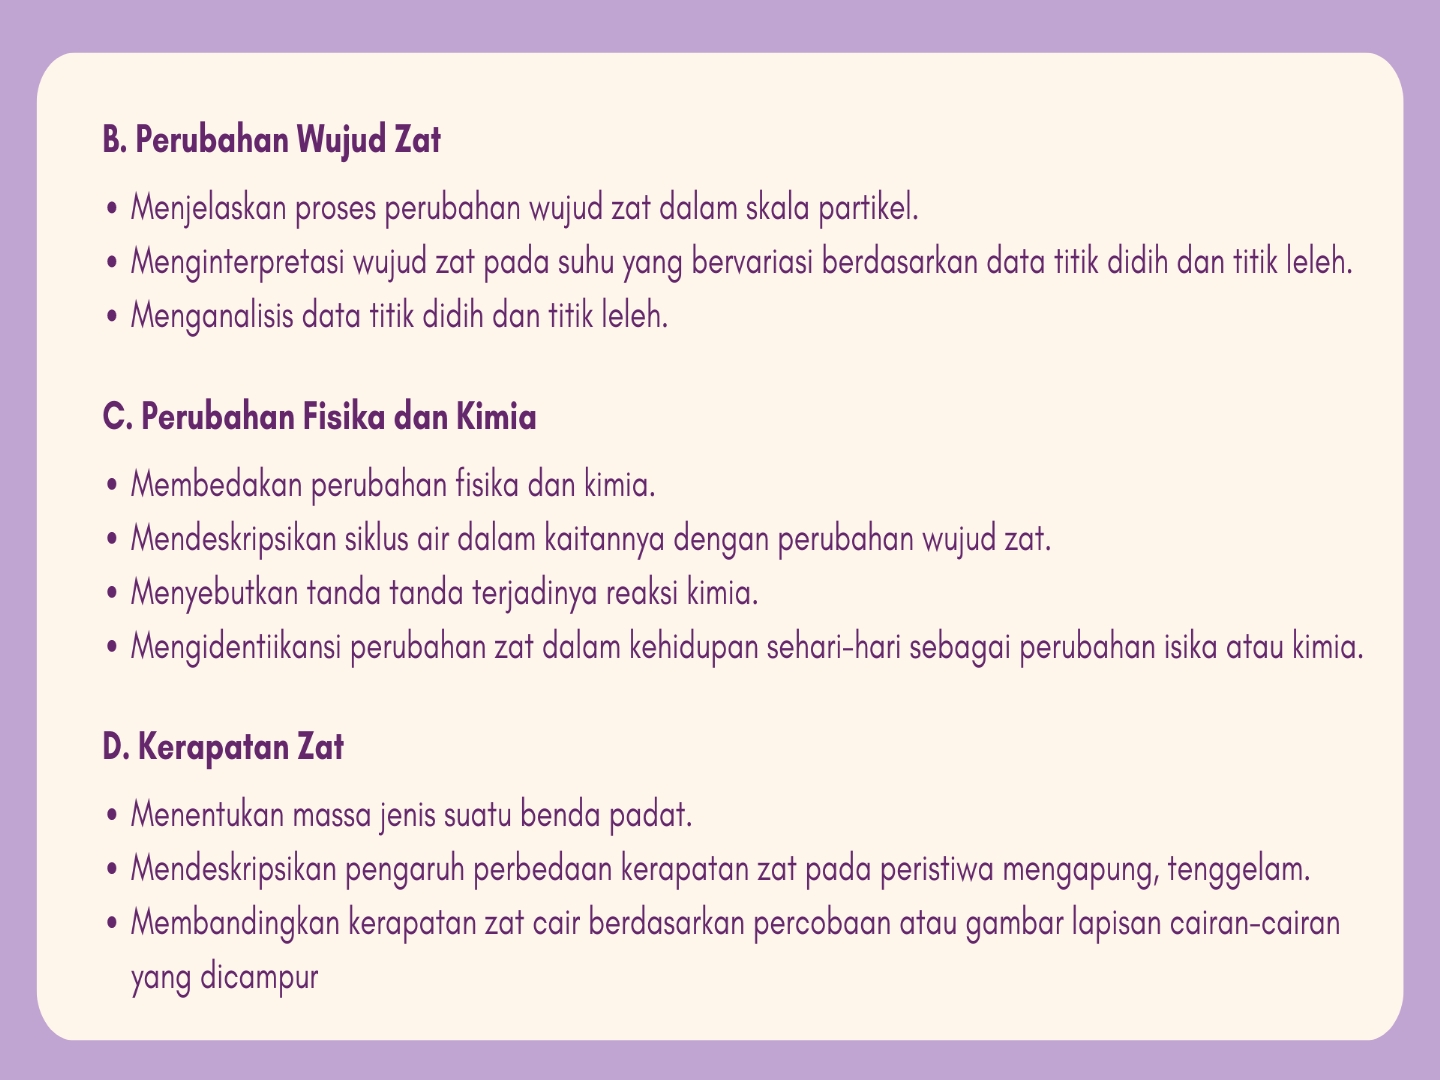 B. Perubahan Wujud Zat
• Menjelaskan proses perubahan wujud zat dalam skala partikel.
• Menginterpretasi wujud zat pada suhu yang bervariasi berdasarkan data titik didih dan titik leleh.
• Menganalisis data titik didih dan titik leleh.
C. Perubahan Fisika dan Kimia
• Membedakan perubahan fisika dan kimia.
• Mendeskripsikan siklus air dalam kaitannya dengan perubahan wujud zat.
• Menyebutkan tanda tanda terjadinya reaksi kimia.
• Mengidentiikansi perubahan zat dalam kehidupan sehari-hari sebagai perubahan isika atau kimia.
D. Kerapatan Zat
• Menentukan massa jenis suatu benda padat.
• Mendeskripsikan pengaruh perbedaan kerapatan zat pada peristiwa mengapung, tenggelam.
• Membandingkan kerapatan zat cair berdasarkan percobaan atau gambar lapisan cairan-cairan
yang dicampur